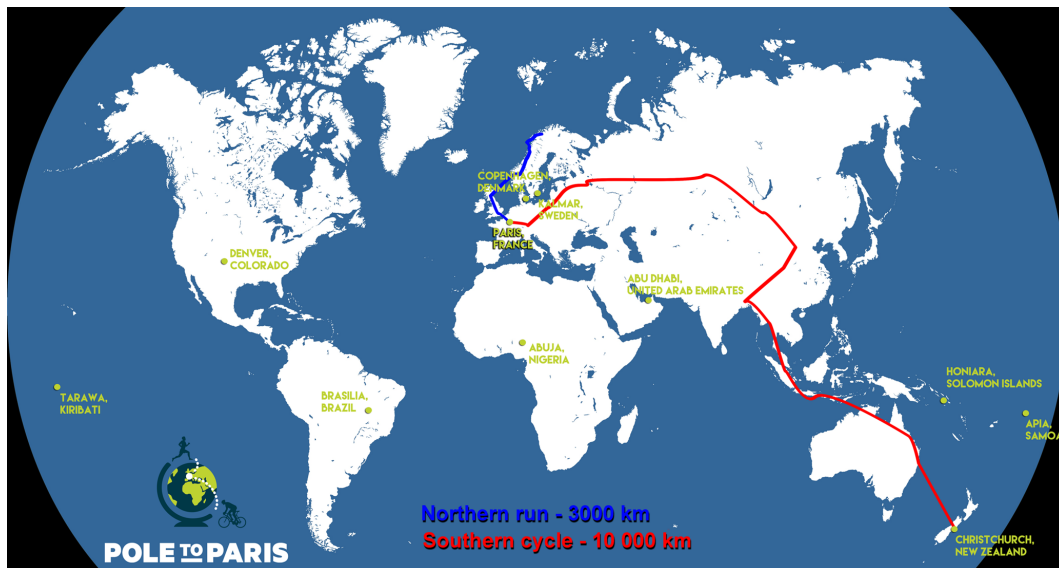 COPENHAGEN,
DENMARK
KALMAR,
SWEDEN
PARIS,
FRANCE
DENVER,
COLORADO
ABU DHABI,
UNITED ARAB EMIRATES
ABUJA,
NIGERIA
HONIARA,
SOLOMON ISLANDS
TARAWA,
KIRIBATI
BRASILIA,
BRAZIL
APIA,
SAMOA
Northern run - 3000 km
Southern cycle - 10 000 km
CHRISTCHURCH,
NEW ZEALAND
POLE TO PARIS